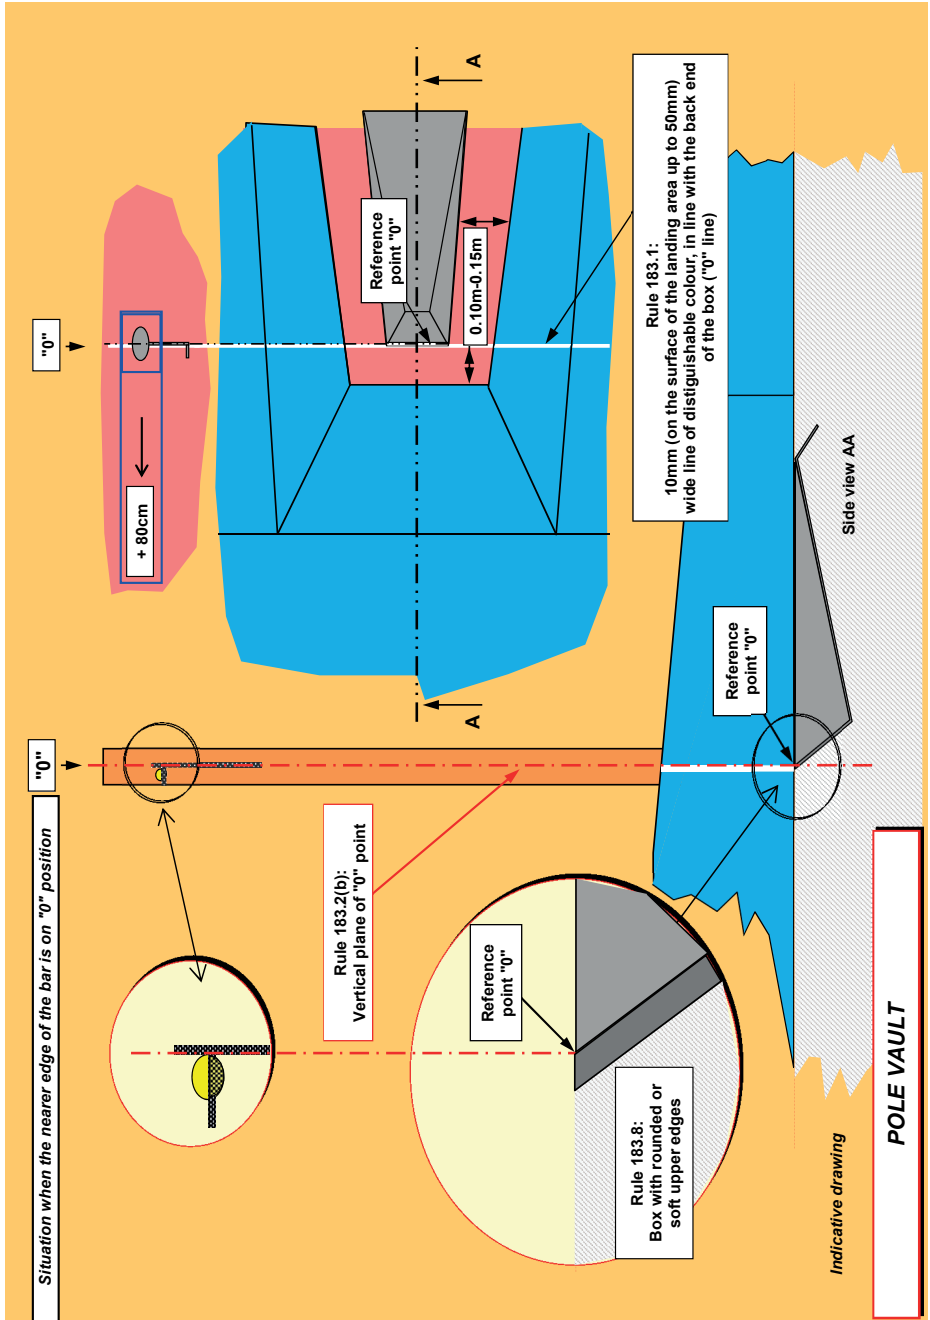 Situation when the nearer edge of the bar is on "0" position
"0"
"0"
+ 80cm
Rule 183.2(b):
Vertical plane of "0" point
Reference
point "0"
Rule 183.8:
Box with rounded or
soft upper edges
A
A
Reference
point "0"
0.10m-0.15m
Rule 183.1:
10mm (on the surface of the landing area up to 50mm)
wide line of distiguishable colour, in line with the back end
of the box ("0" line)
Reference
point "0"
Side view AA
Indicative drawing
POLE VAULT